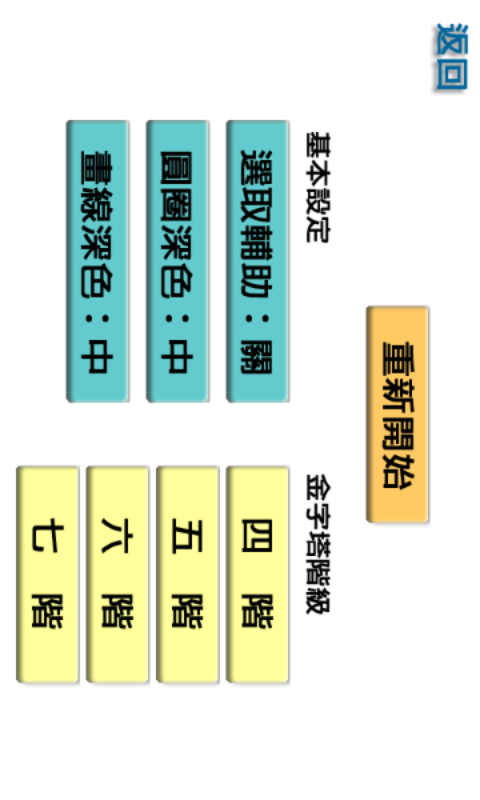 返回
重新開始
基本設定
選取輔助：關
圓圈深色：中
畫線深色：中
金字塔階級
四 階
五 階
六 階
七 階